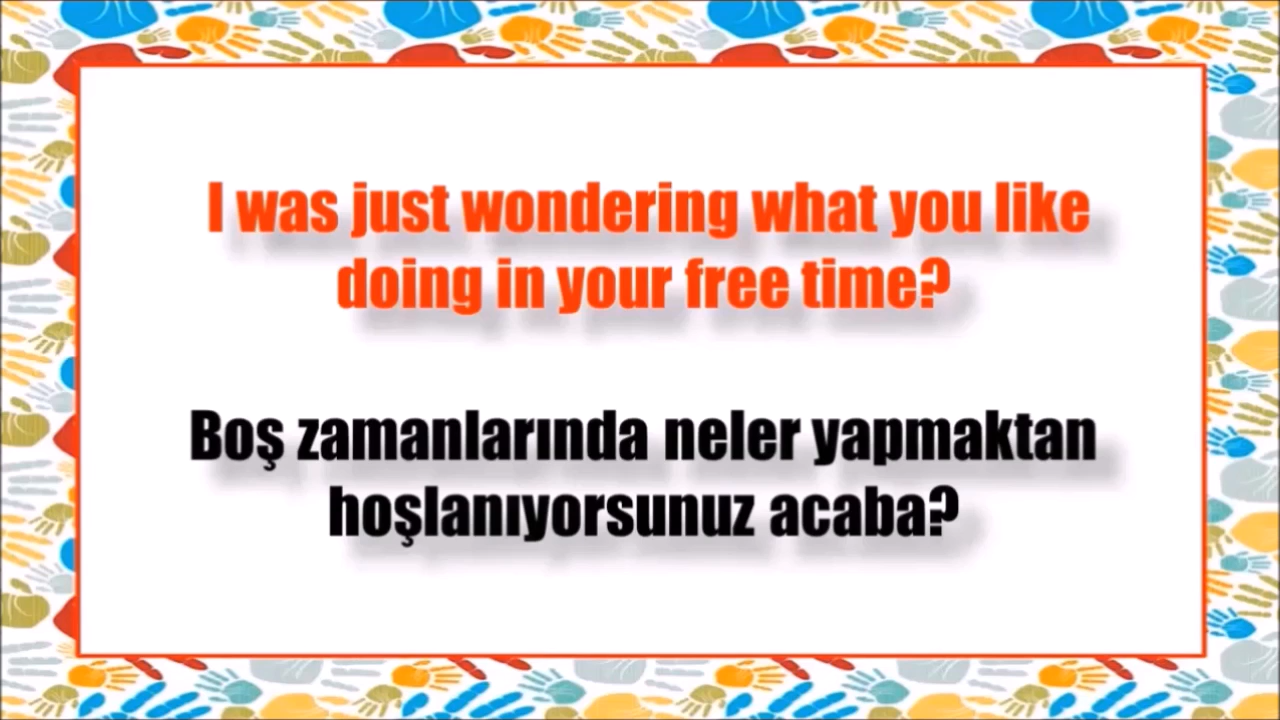 I was just wondering what you like
doing in your free time?
Boş zamanlarında neler yapmaktan
hoşlanıyorsunuz acaba?